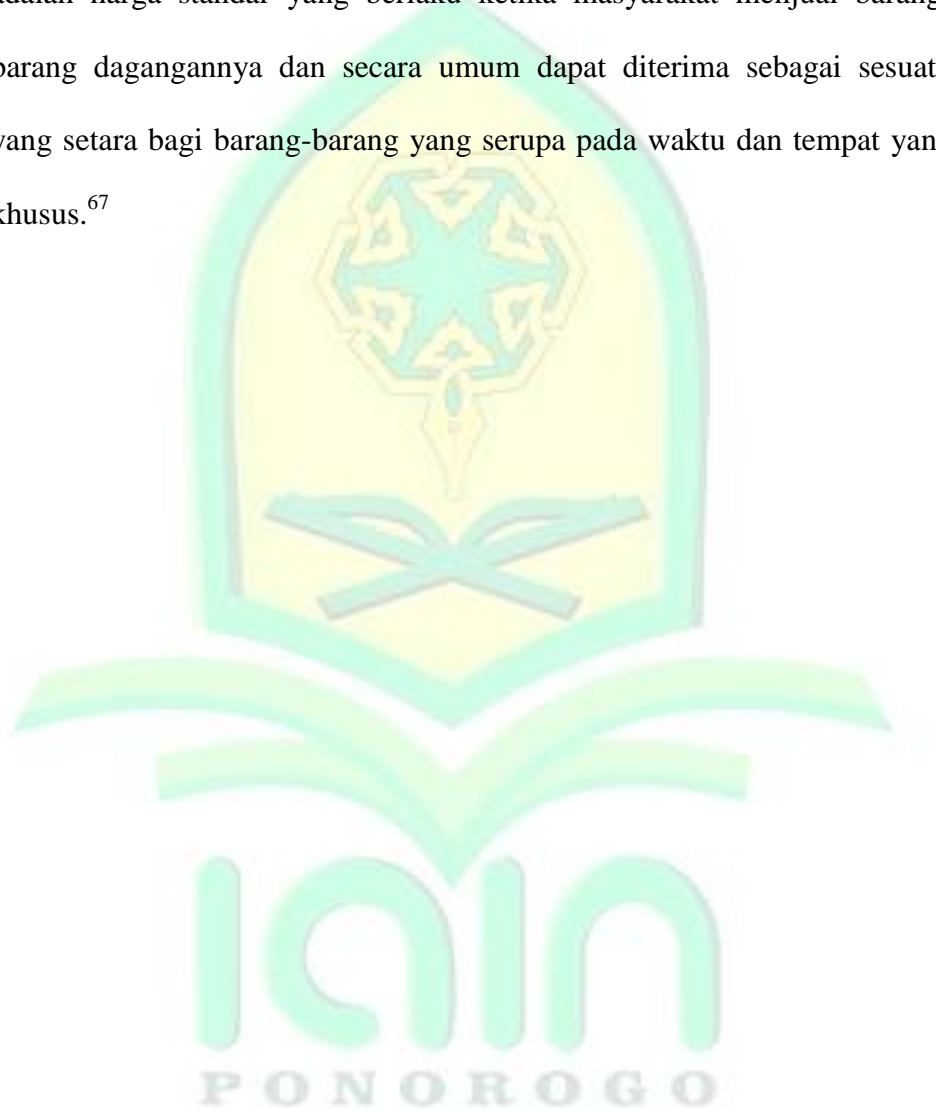 adalah harga standar yang berlaku ketika masyarakat menjual barang
barang dagangannya dan secara umum dapat diterima sebagai sesuat
yang setara bagi barang-barang yang serupa pada waktu dan tempat yan
khusus.67
iain
PONOROGO